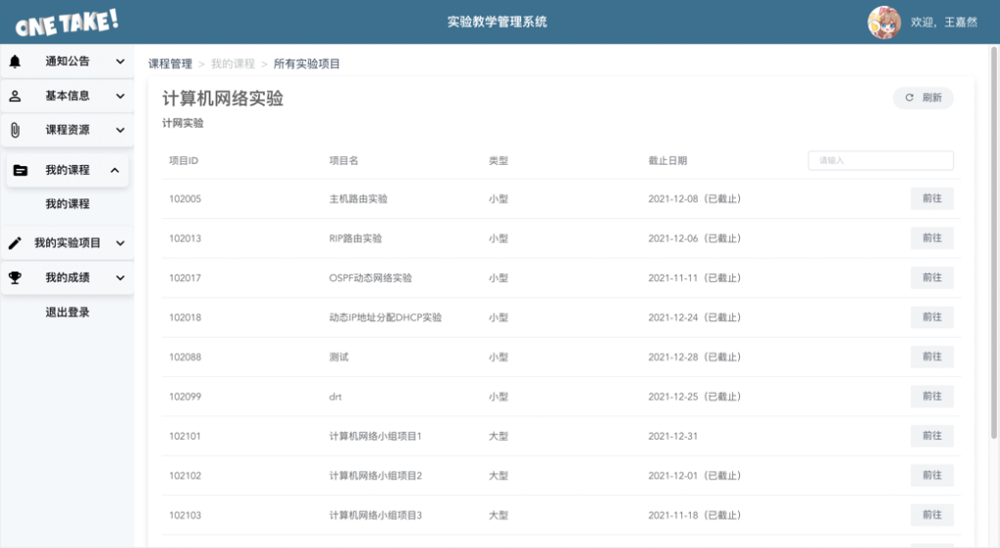 ONE TAKE!
实验教学管理系统
欢迎，王嘉然
通知公告
基本信息
课程资源
我的课程
我的课程
我的实验项目
我的成绩
退出登录
课程管理 > 我的课程 > 所有实验项目
计算机网络实验
刷新
计网实验
项目ID 项目名 类型 截止日期 请输入
102005 主机路由实验 小型 2021-12-08（已截止） 前往
102013 RIP路由实验 小型 2021-12-06（已截止） 前往
102017 OSPF动态网络实验 小型 2021-11-11（已截止） 前往
102018 动态IP地址分配DHCP实验 小型 2021-12-24（已截止） 前往
102088 测试 小型 2021-12-28（已截止） 前往
102099 drt 小型 2021-12-25（已截止） 前往
102101 计算机网络小组项目1 大型 2021-12-31 前往
102102 计算机网络小组项目2 大型 2021-12-01（已截止） 前往
102103 计算机网络小组项目3 大型 2021-11-18（已截止） 前往